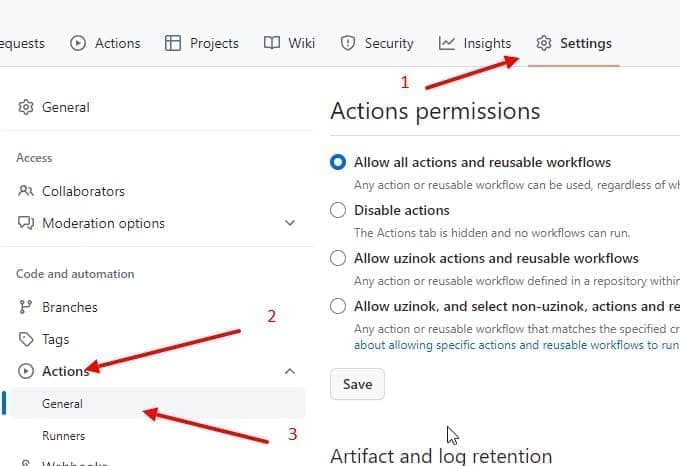 equests Actions Projects Wiki Security Insights Settings
1
General
Access
Collaborators
Moderation options
Code and automation
Branches
2
Tags
Actions
General
3
Runners
Webhooks
Actions permissions
Allow all actions and reusable workflows
Any action or reusable workflow can be used, regardless of wh
Disable actions
The Actions tab is hidden and no workflows can run.
Allow uzinok actions and reusable workflows
Any action or reusable workflow defined in a repository within
Allow uzinok, and select non-uzinok, actions and re
Any action or reusable workflow that matches the specified cr
about allowing specific actions and reusable workflows to run
Save
Artifact and log retention